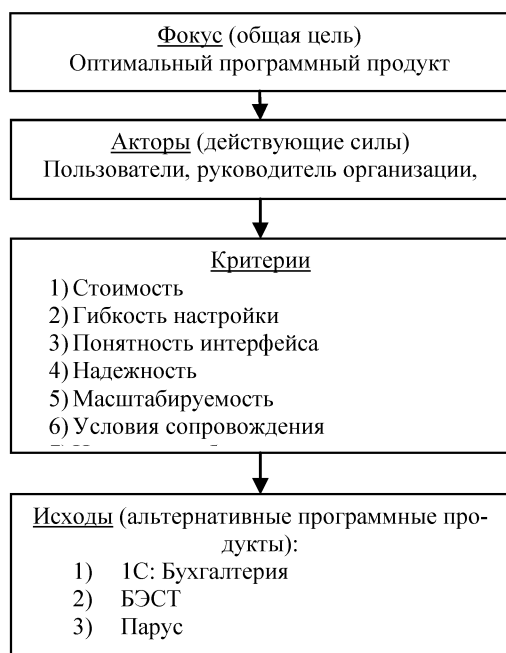 Фокус (общая цель)
Оптимальный программный продукт
Акторы (действующие силы)
Пользователи, руководитель организации,
Критерии
1) Стоимость
2) Гибкость настройки
3) Понятность интерфейса
4) Надежность
5) Масштабируемость
6) Условия сопровождения
Исходы (альтернативные программные про-
дукты):
1) 1С: Бухгалтерия
2) БЭСТ
3) Парус